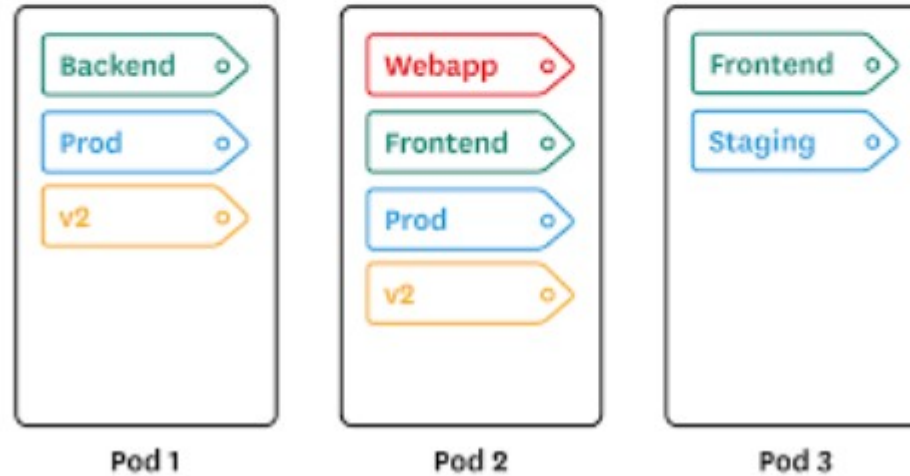 Backend
Prod
v2
Pod 1
Webapp
Frontend
Prod
v2
Pod 2
Frontend
Staging
Pod 3